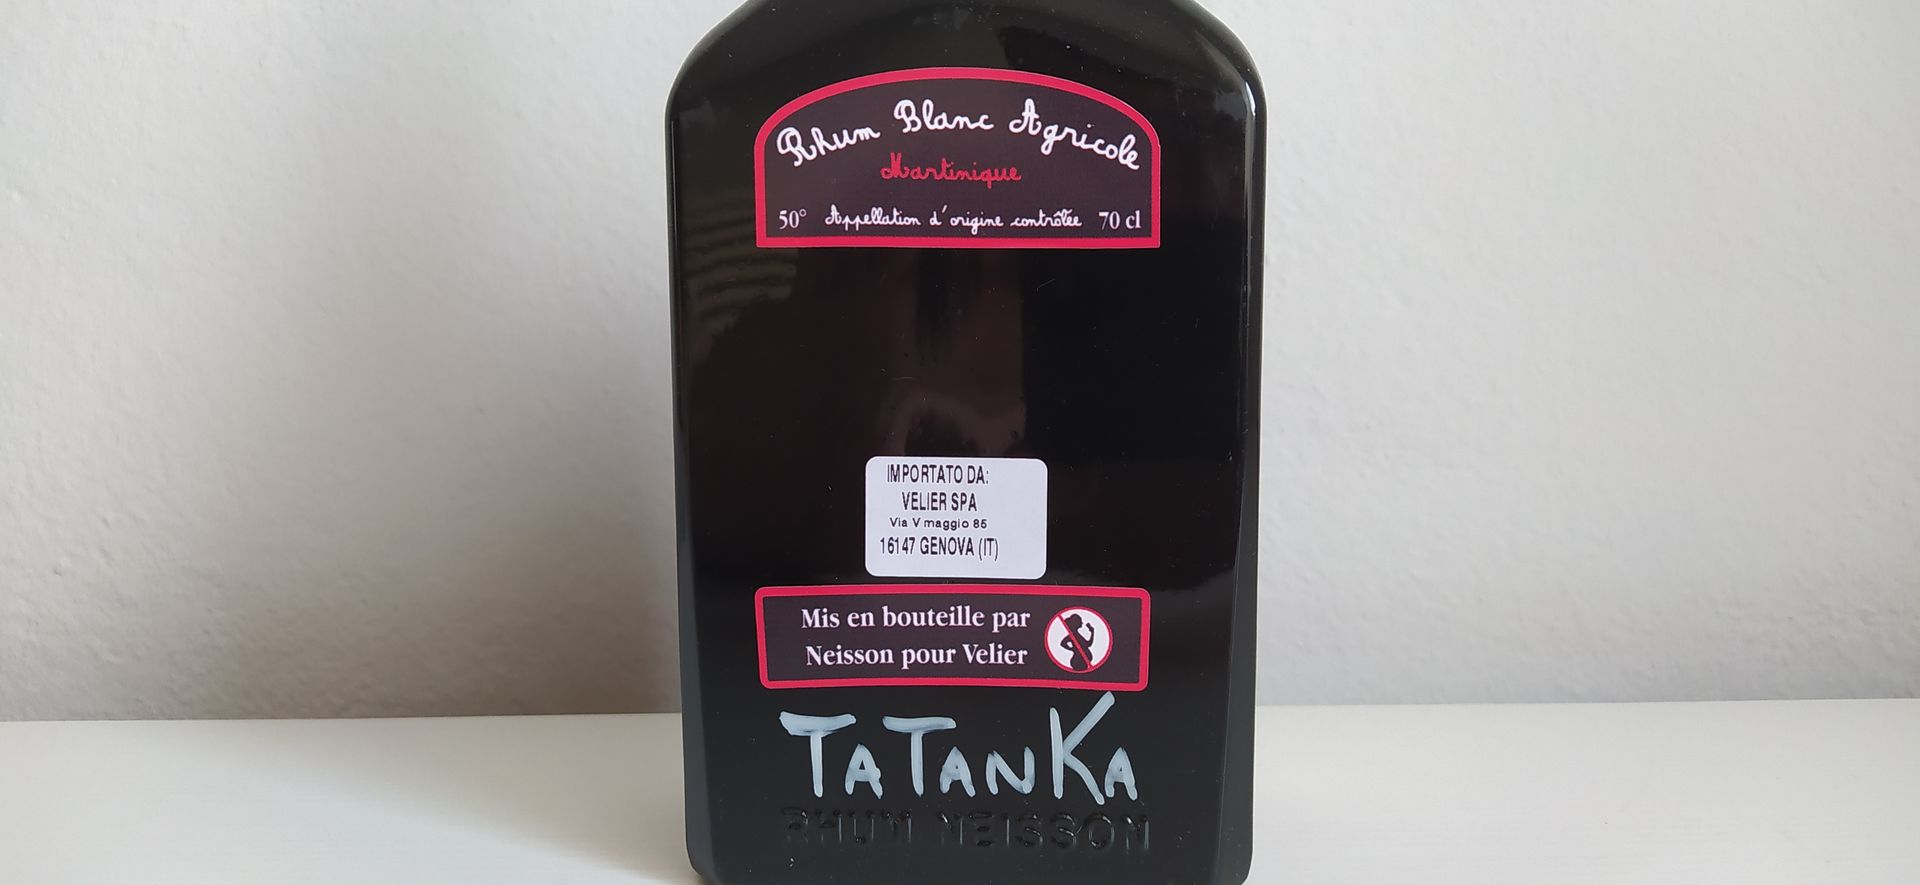 Rhum Blanc Agricole
Martinique
50° Appellation d'origine contrôlée 70 cl
IMPORTATO DA:
VELIER SPA
Via V maggio 85
16147 GENOVA (IT)
Mis en bouteille par
Neisson pour Velier
TATANKA
RHUM NEISSON